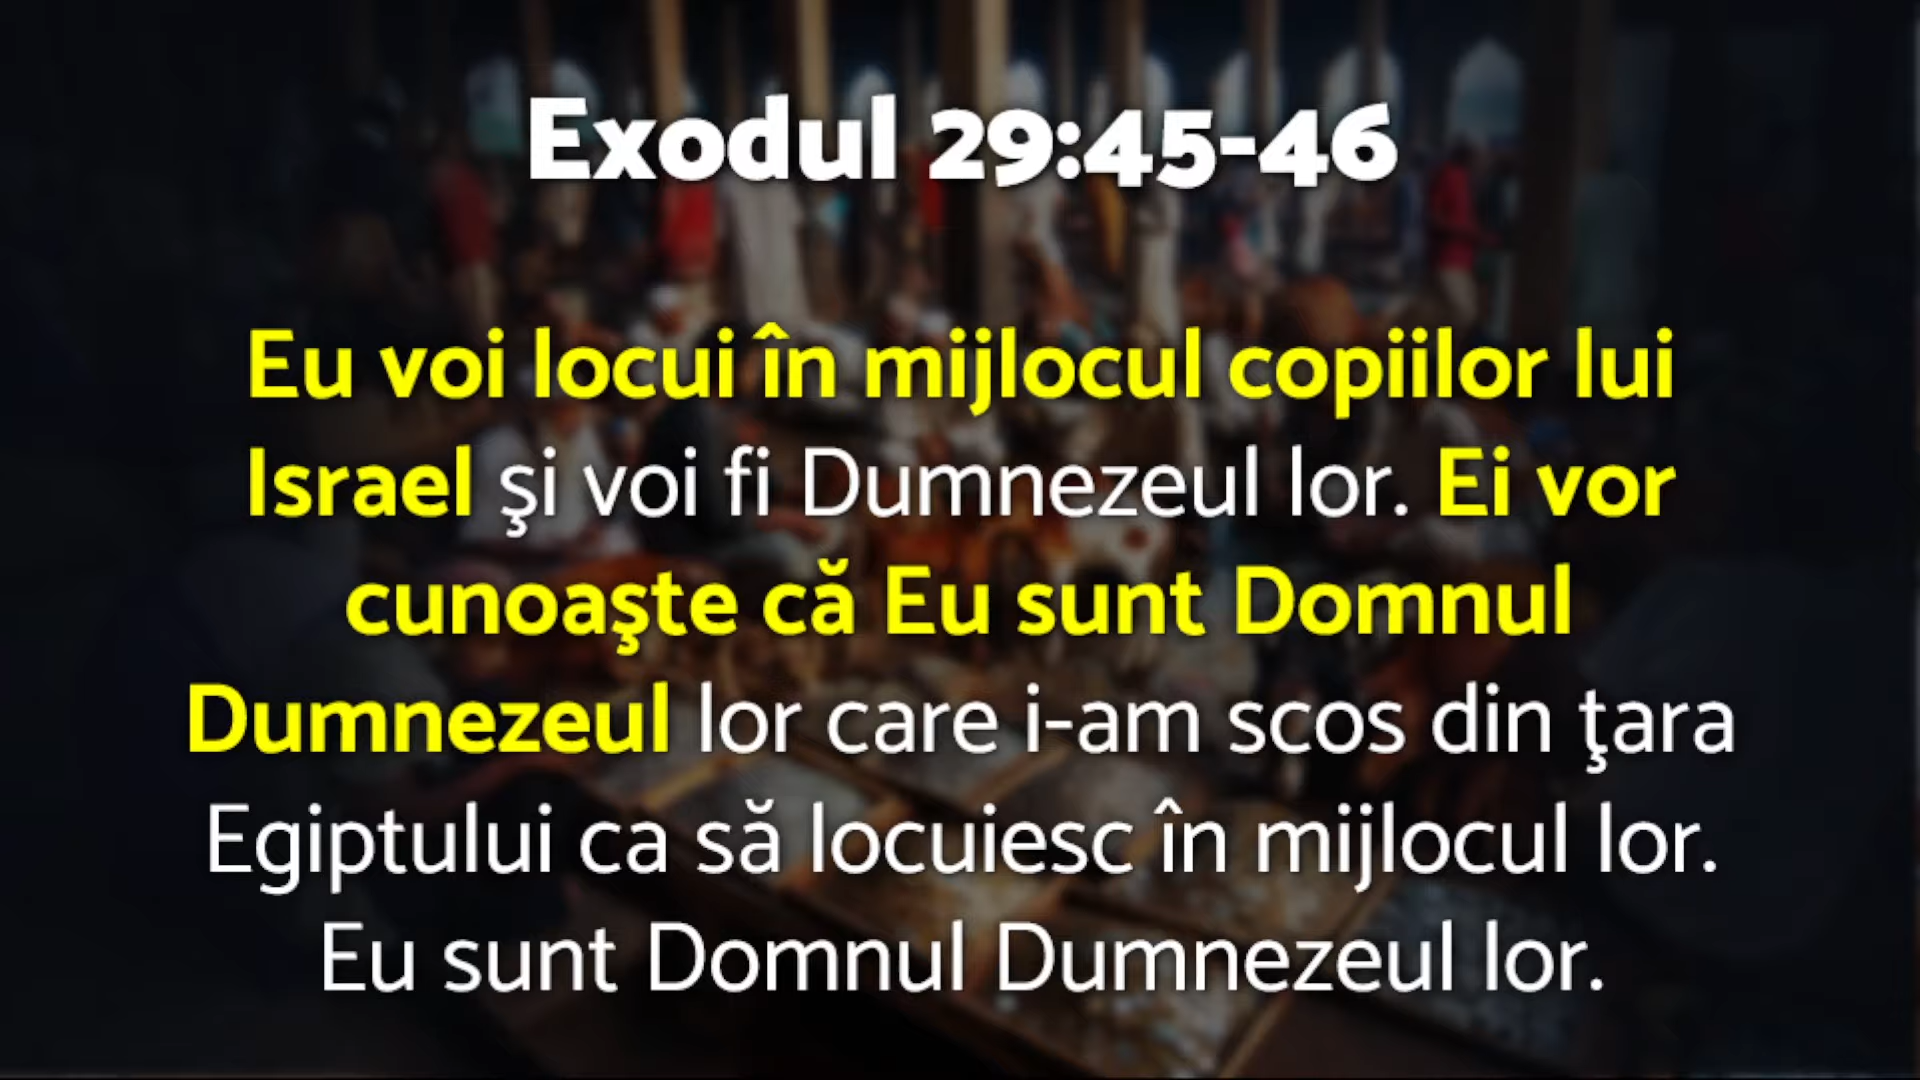 Exodul 29:45-46
Eu voi locui în mijlocul copiilor lui
Israel şi voi fi Dumnezeul lor. Ei vor
cunoaşte că Eu sunt Domnul
Dumnezeul lor care i-am scos din ţara
Egiptului ca să locuiesc în mijlocul lor.
Eu sunt Domnul Dumnezeul lor.